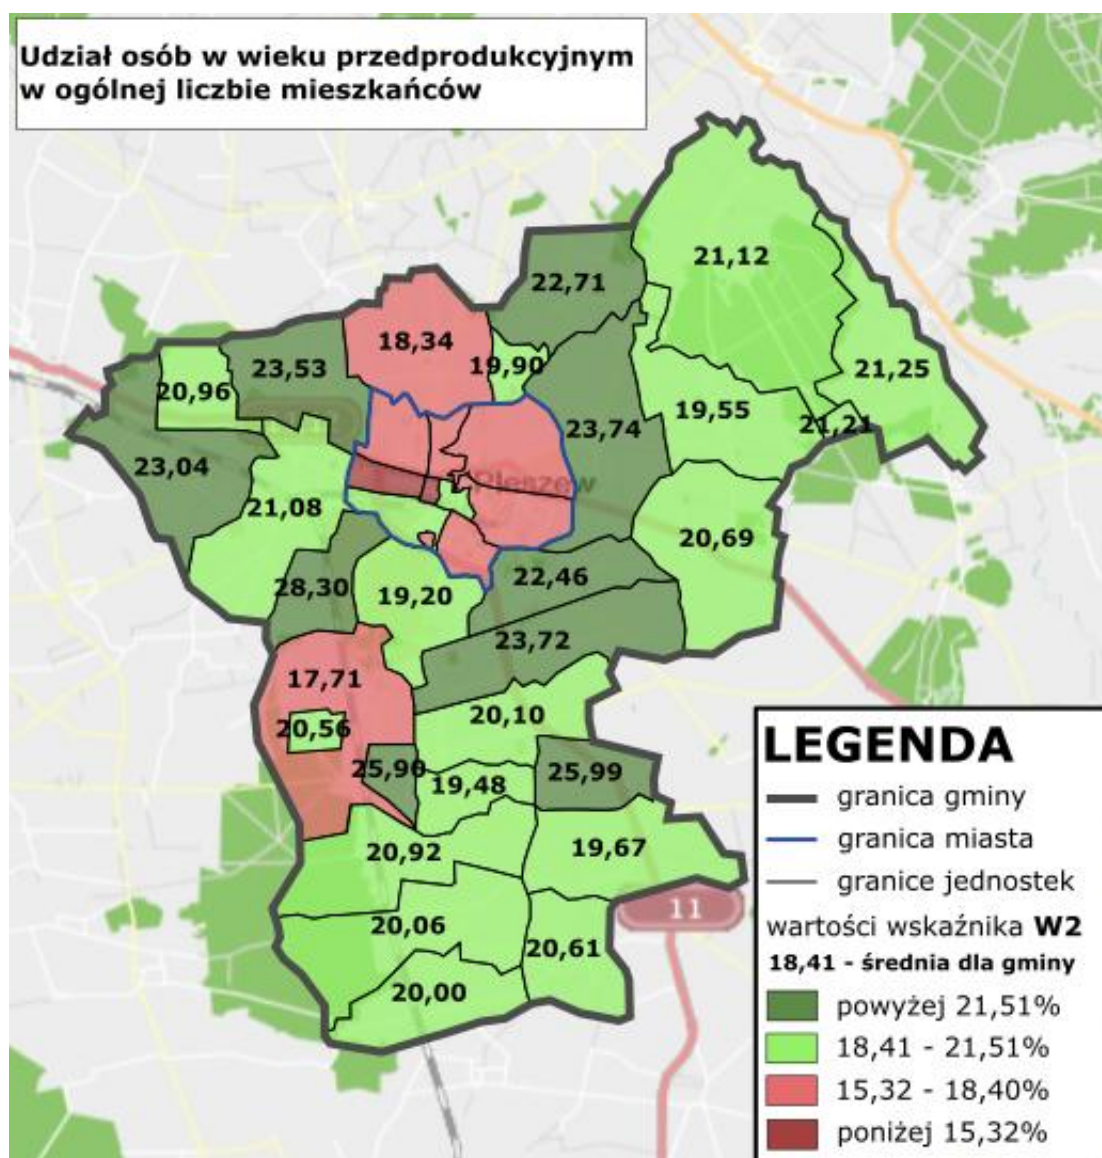 Udział osób w wieku przedprodukcyjnym
w ogólnej liczbie mieszkańców
21,12
22,71
18,34
19,90
23,53
20,96
21,25
19,55
21,21
23,74
23,04
Pleszew
21,08
20,69
22,46
28,30
19,20
23,72
17,71
20,10
20,56
25,90
25,99
19,48
19,67
20,92
11
20,06
20,61
20,00
LEGENDA
granica gminy
granica miasta
granice jednostek
wartości wskaźnika W2
18,41 - średnia dla gminy
powyżej 21,51%
18,41 - 21,51%
15,32 - 18,40%
poniżej 15,32%